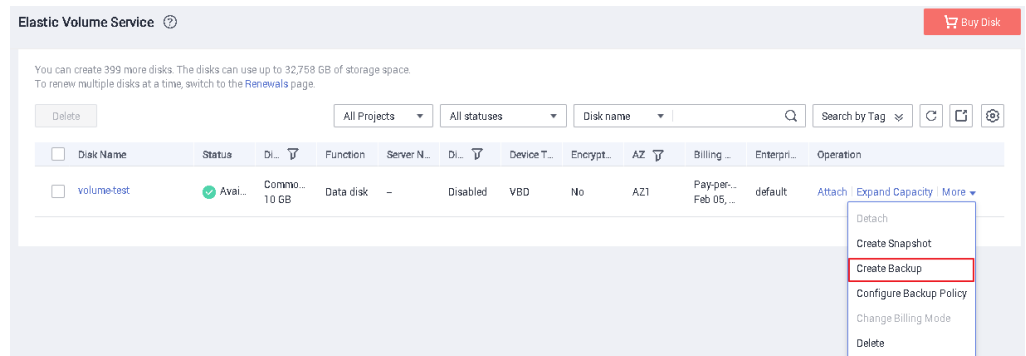 Elastic Volume Service
Buy Disk
You can create 399 more disks. The disks can use up to 32,758 GB of storage space.
To renew multiple disks at a time, switch to the Renewals page.
Delete
All Projects
All statuses
Disk name
Search by Tag
Disk Name Status Di... Function Server N... Di... Device T... Encrypt... AZ Billing ... Enterpri... Operation
volume-test Avai... Commo... Data disk -- Disabled VBD No AZ1 Pay-per-... default Attach Expand Capacity More
10 GB Feb 05, ...
Detach
Create Snapshot
Create Backup
Configure Backup Policy
Change Billing Mode
Delete